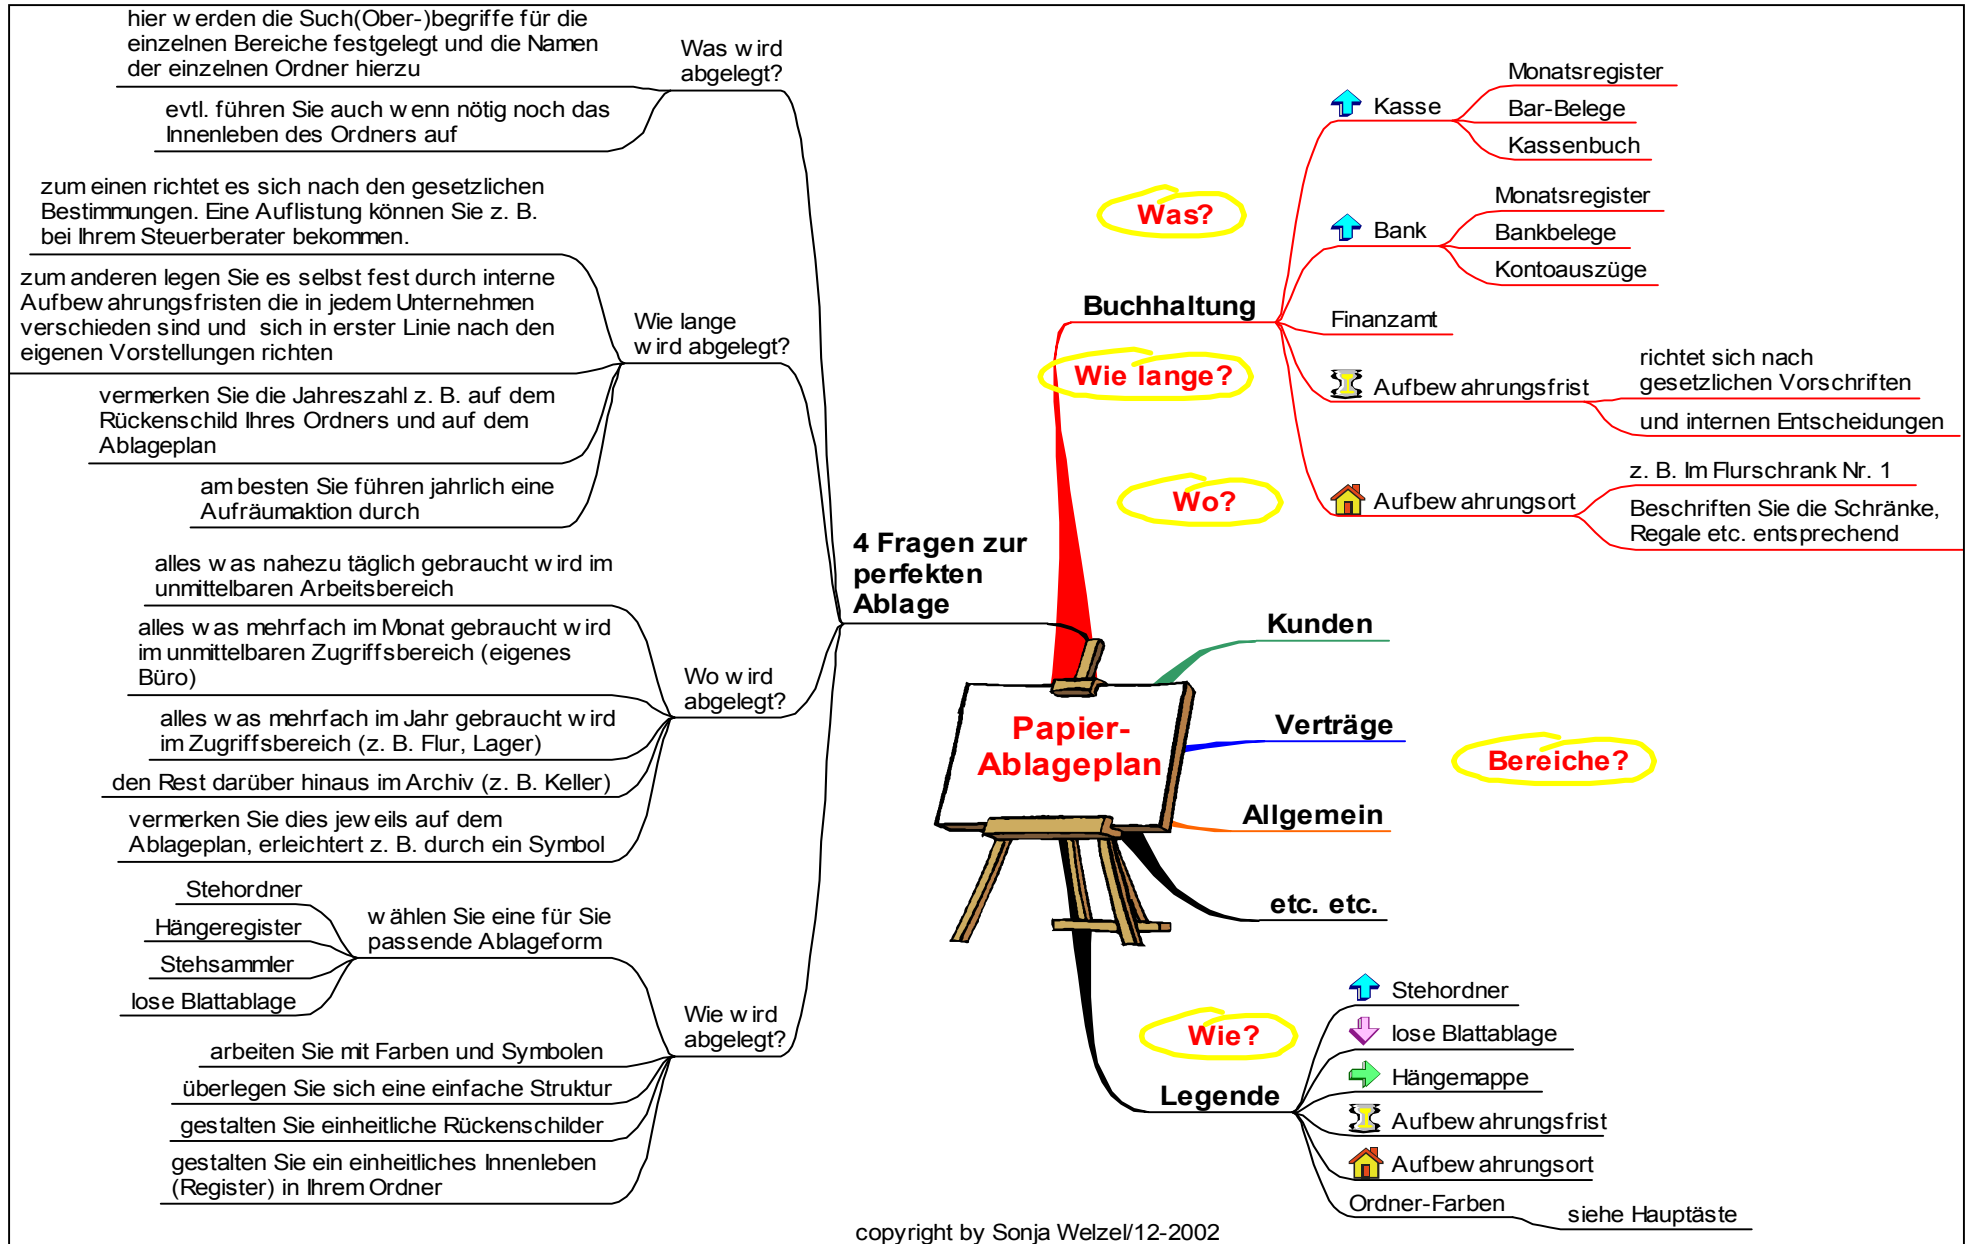 hier werden die Such(Ober-)begriffe für die
einzelnen Bereiche festgelegt und die Namen
der einzelnen Ordner hierzu
evtl. führen Sie auch wenn nötig noch das
Innenleben des Ordners auf
Was wird
abgelegt?
zum einen richtet es sich nach den gesetzlichen
Bestimmungen. Eine Auflistung können Sie z. B.
bei Ihrem Steuerberater bekommen.
zum anderen legen Sie es selbst fest durch interne
Aufbewahrungsfristen die in jedem Unternehmen
verschieden sind und sich in erster Linie nach den
eigenen Vorstellungen richten
vermerken Sie die Jahreszahl z. B. auf dem
Rückenschild Ihres Ordners und auf dem
Ablageplan
am besten Sie führen jahrlich eine
Aufräumaktion durch
Wie lange
wird abgelegt?
alles was nahezu täglich gebraucht wird im
unmittelbaren Arbeitsbereich
alles was mehrfach im Monat gebraucht wird
im unmittelbaren Zugriffsbereich (eigenes
Büro)
alles was mehrfach im Jahr gebraucht wird
im Zugriffsbereich (z. B. Flur, Lager)
den Rest darüber hinaus im Archiv (z. B. Keller)
vermerken Sie dies jeweils auf dem
Ablageplan, erleichtert z. B. durch ein Symbol
Wo wird
abgelegt?
Stehordner
Hängeregister
Stehsammler
lose Blattablage
wählen Sie eine für Sie
passende Ablageform
arbeiten Sie mit Farben und Symbolen
überlegen Sie sich eine einfache Struktur
gestalten Sie einheitliche Rückenschilder
gestalten Sie ein einheitliches Innenleben
(Register) in Ihrem Ordner
Wie wird
abgelegt?
4 Fragen zur
perfekten
Ablage
Papier-
Ablageplan
Was?
Wie lange?
Wo?
Buchhaltung
Kasse
Monatsregister
Bar-Belege
Kassenbuch
Bank
Monatsregister
Bankbelege
Kontoauszüge
Finanzamt
Aufbewahrungsfrist
richtet sich nach
gesetzlichen Vorschriften
und internen Entscheidungen
Aufbewahrungsort
z. B. Im Flurschrank Nr. 1
Beschriften Sie die Schränke,
Regale etc. entsprechend
Kunden
Verträge
Bereiche?
Allgemein
etc. etc.
Wie?
Legende
Stehordner
lose Blattablage
Hängemappe
Aufbewahrungsfrist
Aufbewahrungsort
Ordner-Farben
siehe Hauptäste
copyright by Sonja Welzel/12-2002